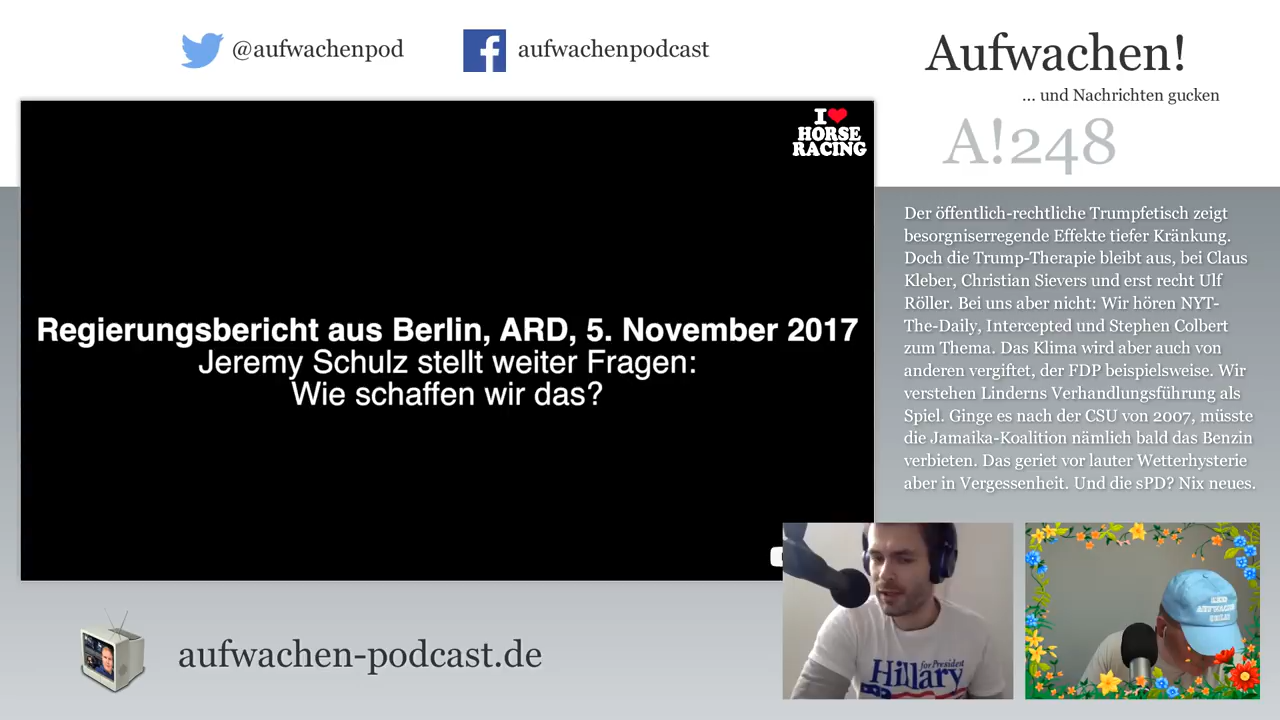 @aufwachenpod
aufwachenpodcast
Aufwachen!
... und Nachrichten gucken
A!248
I
HORSE
RACING
Regierungsbericht aus Berlin, ARD, 5. November 2017
Jeremy Schulz stellt weiter Fragen:
Wie schaffen wir das?
Der öffentlich-rechtliche Trumpfetisch zeigt
besorgniserregende Effekte tiefer Kränkung.
Doch die Trump-Therapie bleibt aus, bei Claus
Kleber, Christian Sievers und erst recht Ulf
Röller. Bei uns aber nicht: Wir hören NYT-
The-Daily, Intercepted und Stephen Colbert
zum Thema. Das Klima wird aber auch von
anderen vergiftet, der FDP beispielsweise. Wir
verstehen Linderns Verhandlungsführung als
Spiel. Ginge es nach der CSU von 2007, müsste
die Jamaika-Koalition nämlich bald das Benzin
verbieten. Das geriet vor lauter Wetterhysterie
aber in Vergessenheit. Und die sPD? Nix neues.
for President
Hillary
aufwachen-podcast.de